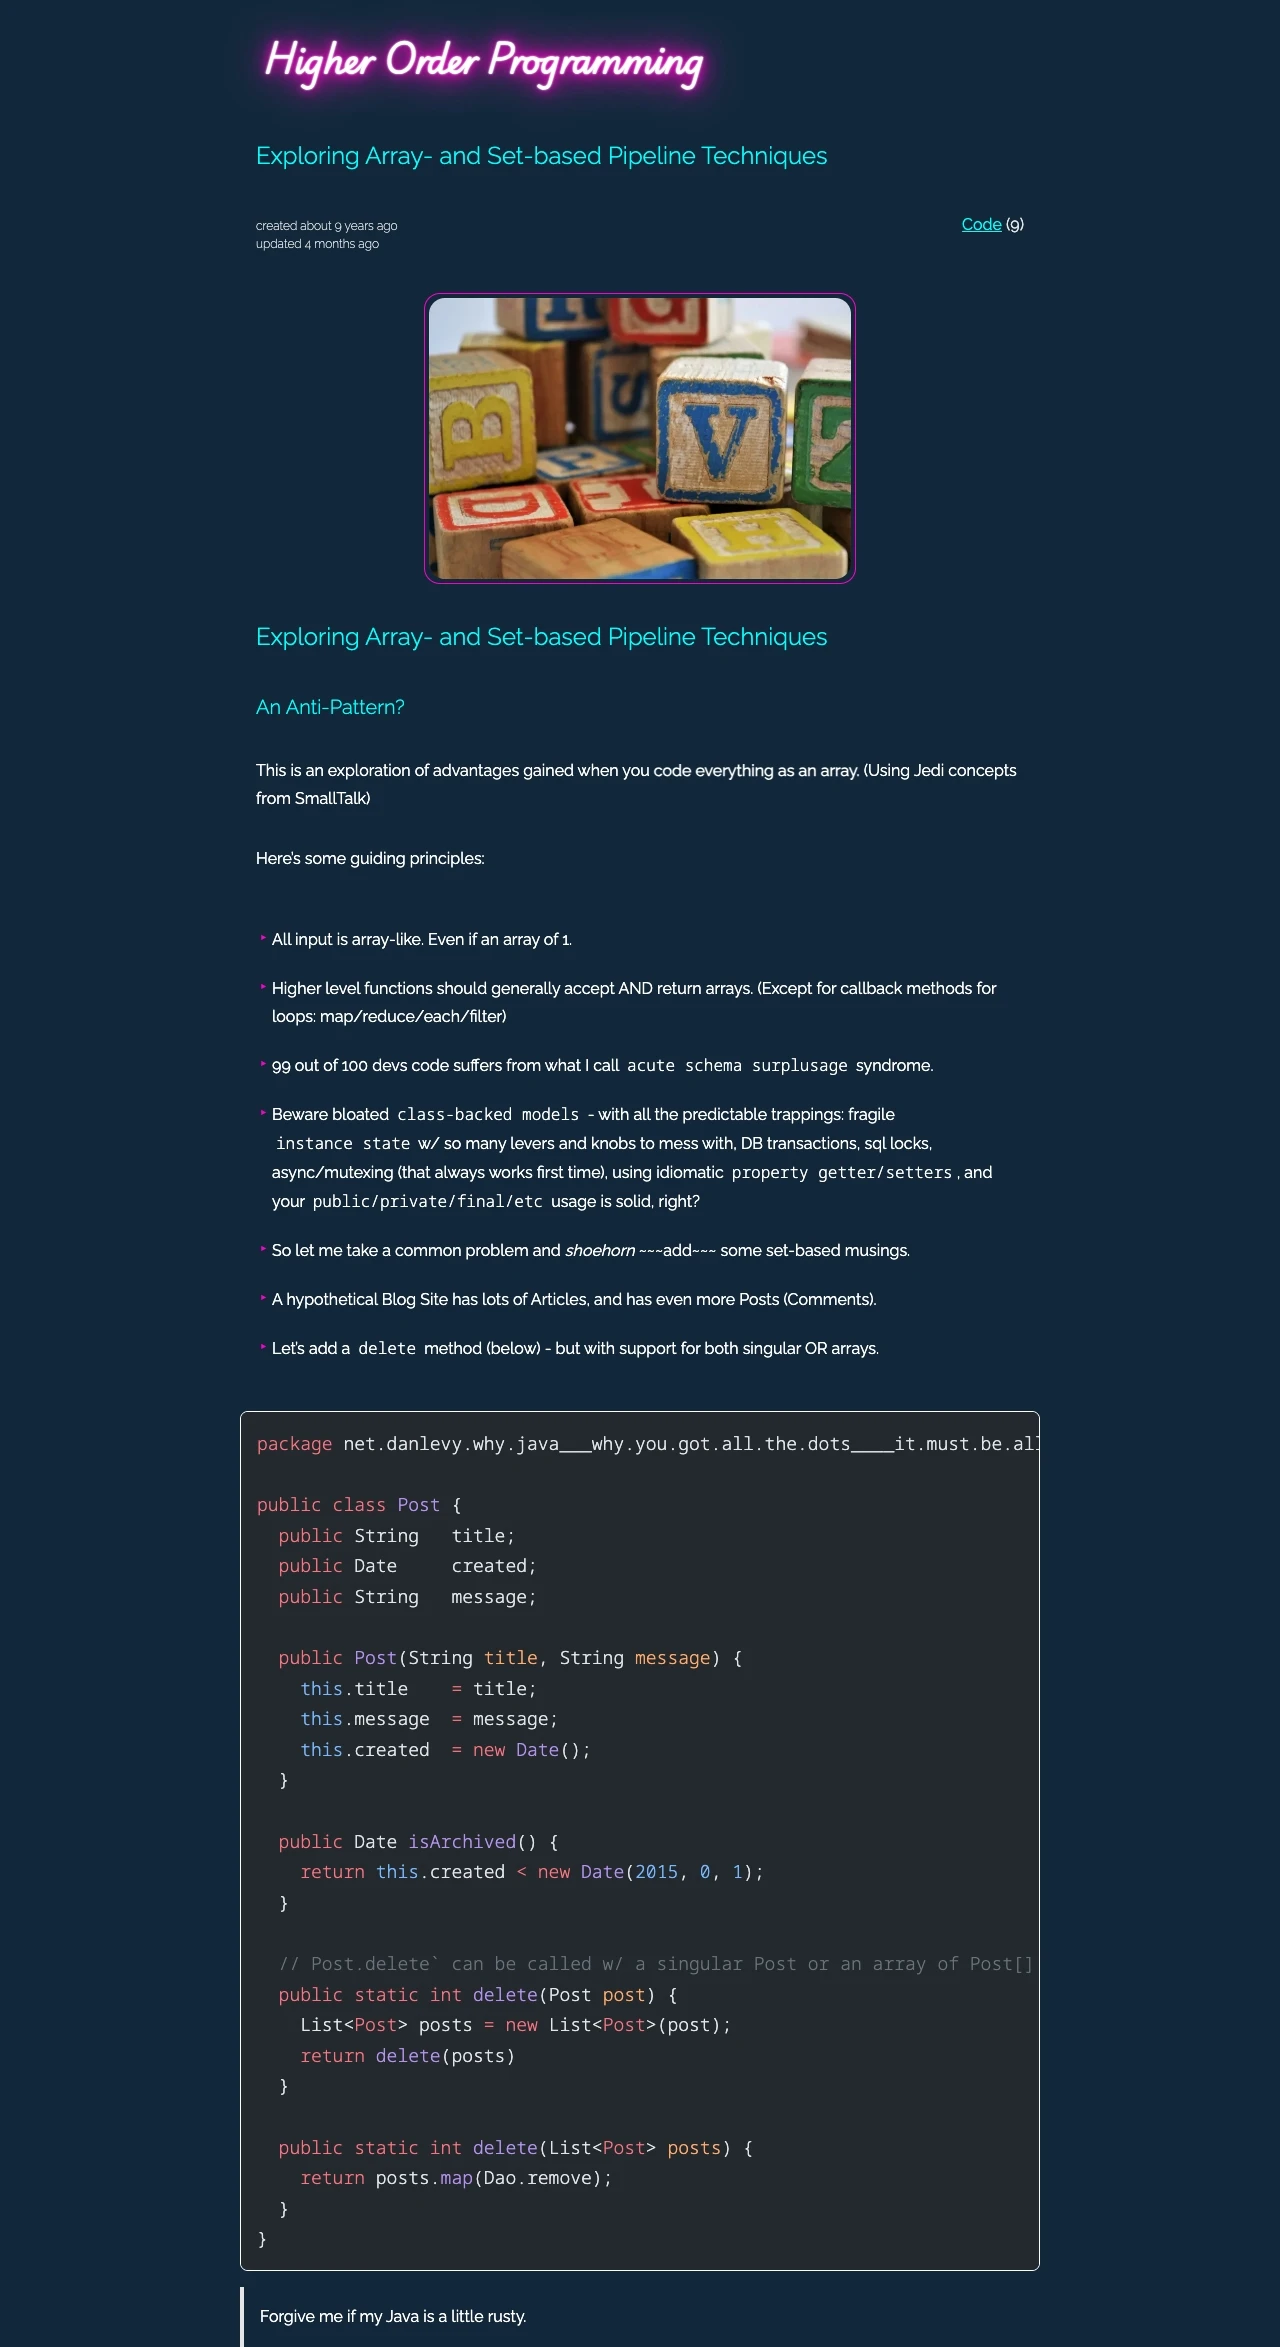 Higher Order Programming
Exploring Array- and Set-based Pipeline Techniques
created about 9 years ago
updated 4 months ago
Code (9)
B
S
V
D
H
Exploring Array- and Set-based Pipeline Techniques
An Anti-Pattern?
This is an exploration of advantages gained when you code everything as an array. (Using Jedi concepts
from SmallTalk)
Here's some guiding principles:
‣ All input is array-like. Even if an array of 1.
‣ Higher level functions should generally accept AND return arrays. (Except for callback methods for
loops: map/reduce/each/filter)
‣ 99 out of 100 devs code suffers from what I call acute schema surplusage syndrome.
‣ Beware bloated class-backed models - with all the predictable trappings: fragile
instance state w/ so many levers and knobs to mess with, DB transactions, sql locks,
async/mutexing (that always works first time), using idiomatic property getter/setters, and
your public/private/final/etc usage is solid, right?
‣ So let me take a common problem and shoehorn ~~~add~~~ some set-based musings.
‣ A hypothetical Blog Site has lots of Articles, and has even more Posts (Comments).
‣ Let's add a delete method (below) - but with support for both singular OR arrays.
package net.danlevy.why.java___why.you.got.all.the.dots____it.must.be.all
public class Post {
  public String   title;
  public Date     created;
  public String   message;
  public Post(String title, String message) {
    this.title    = title;
    this.message  = message;
    this.created  = new Date();
  }
  public Date isArchived() {
    return this.created < new Date(2015, 0, 1);
  }
  // Post.delete` can be called w/ a singular Post or an array of Post[]
  public static int delete(Post post) {
    List<Post> posts = new List<Post>(post);
    return delete(posts)
  }
  public static int delete(List<Post> posts) {
    return posts.map(Dao.remove);
  }
}
Forgive me if my Java is a little rusty.